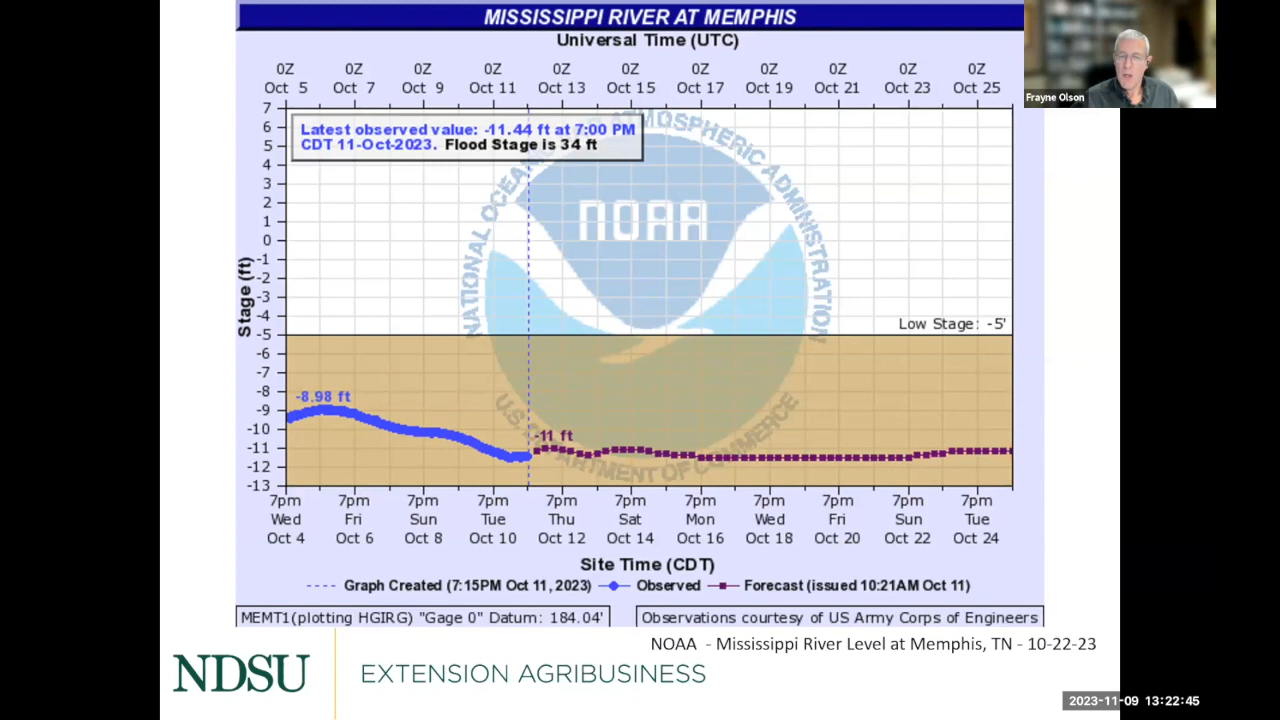 MISSISSIPPI RIVER AT MEMPHIS
Universal Time (UTC)
0Z 0Z 0Z 0Z 0Z 0Z 0Z 0Z 0Z 0Z 0Z
Oct 5 Oct 7 Oct 9 Oct 11 Oct 13 Oct 15 Oct 17 Oct 19 Oct 21 Oct 23 Oct 25
Frayne Olson
7
6
5
4
3
2
1
0
-1
-2
-3
-4
-5
-6
-7
-8
-9
-10
-11
-12
-13
Stage (ft)
Latest observed value: -11.44 ft at 7:00 PM
CDT 11-Oct-2023. Flood Stage is 34 ft
NATIONAL OCEANIC AND ATMOSPHERIC ADMINISTRATION
NOAA
U.S. DEPARTMENT OF COMMERCE
Low Stage: -5'
-8.98 ft
-11 ft
7pm 7pm 7pm 7pm 7pm 7pm 7pm 7pm 7pm 7pm 7pm
Wed Fri Sun Tue Thu Sat Mon Wed Fri Sun Tue
Oct 4 Oct 6 Oct 8 Oct 10 Oct 12 Oct 14 Oct 16 Oct 18 Oct 20 Oct 22 Oct 24
Site Time (CDT)
Graph Created (7:15PM Oct 11, 2023) Observed Forecast (issued 10:21AM Oct 11)
MEMT1(plotting HGIRG) "Gage 0" Datum: 184.04' Observations courtesy of US Army Corps of Engineers
NOAA - Mississippi River Level at Memphis, TN - 10-22-23
NDSU EXTENSION AGRIBUSINESS
2023-11-09 13:22:45